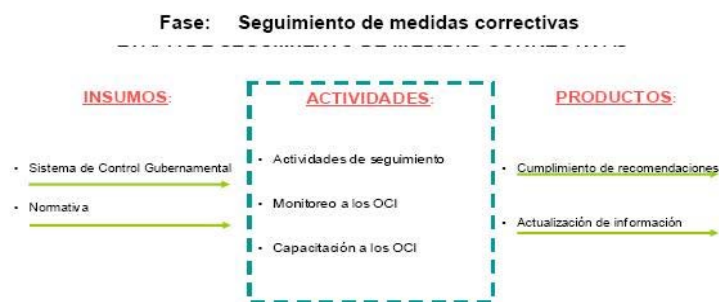 Fase: Seguimiento de medidas correctivas
INSUMOS:
• Sistema de Control Gubernamental
• Normativa
ACTIVIDADES:
• Actividades de seguimiento
• Monitoreo a los OCI
• Capacitación a los OCI
PRODUCTOS:
• Cumplimiento de recomendaciones
• Actualización de información